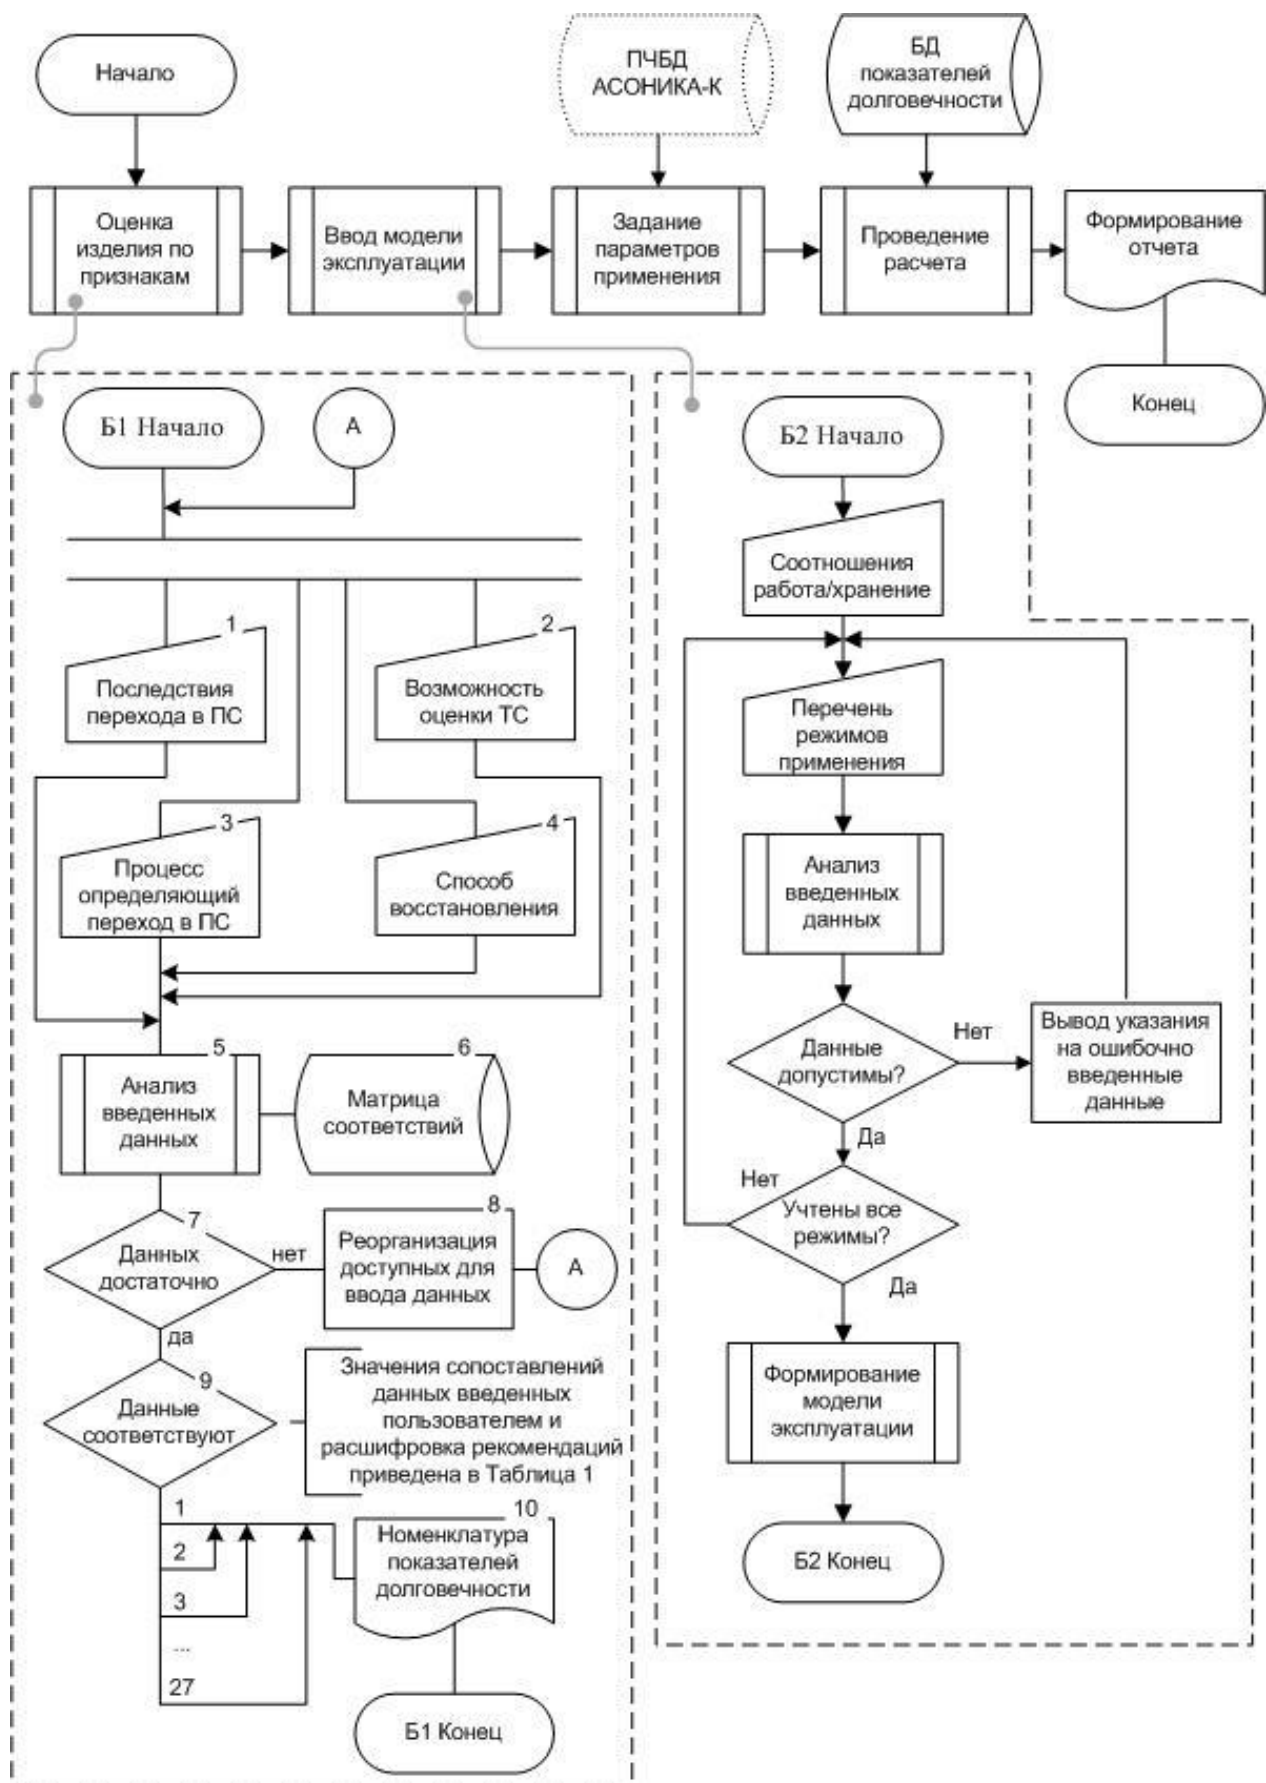 Начало
ПЧБД
АСОНИКА-К
БД
показателей
долговечности
Оценка
изделия по
признакам
Ввод модели
эксплуатации
Задание
параметров
применения
Проведение
расчета
Формирование
отчета
Конец
Б1 Начало
А
1
Последствия
перехода в ПС
2
Возможность
оценки ТС
3
Процесс
определяющий
переход в ПС
4
Способ
восстановления
5
Анализ
введенных
данных
6
Матрица
соответствий
7
Данных
достаточно
нет
8
Реорганизация
доступных для
ввода данных
А
да
9
Данные
соответствуют
Значения сопоставлений
данных введенных
пользователем и
расшифровка рекомендаций
приведена в Таблица 1
1
2
3
...
27
10
Номенклатура
показателей
долговечности
Б1 Конец
Б2 Начало
Соотношения
работа/хранение
Перечень
режимов
применения
Анализ
введенных
данных
Данные
допустимы?
Нет
Вывод указания
на ошибочно
введенные
данные
Да
Нет
Учтены все
режимы?
Да
Формирование
модели
эксплуатации
Б2 Конец